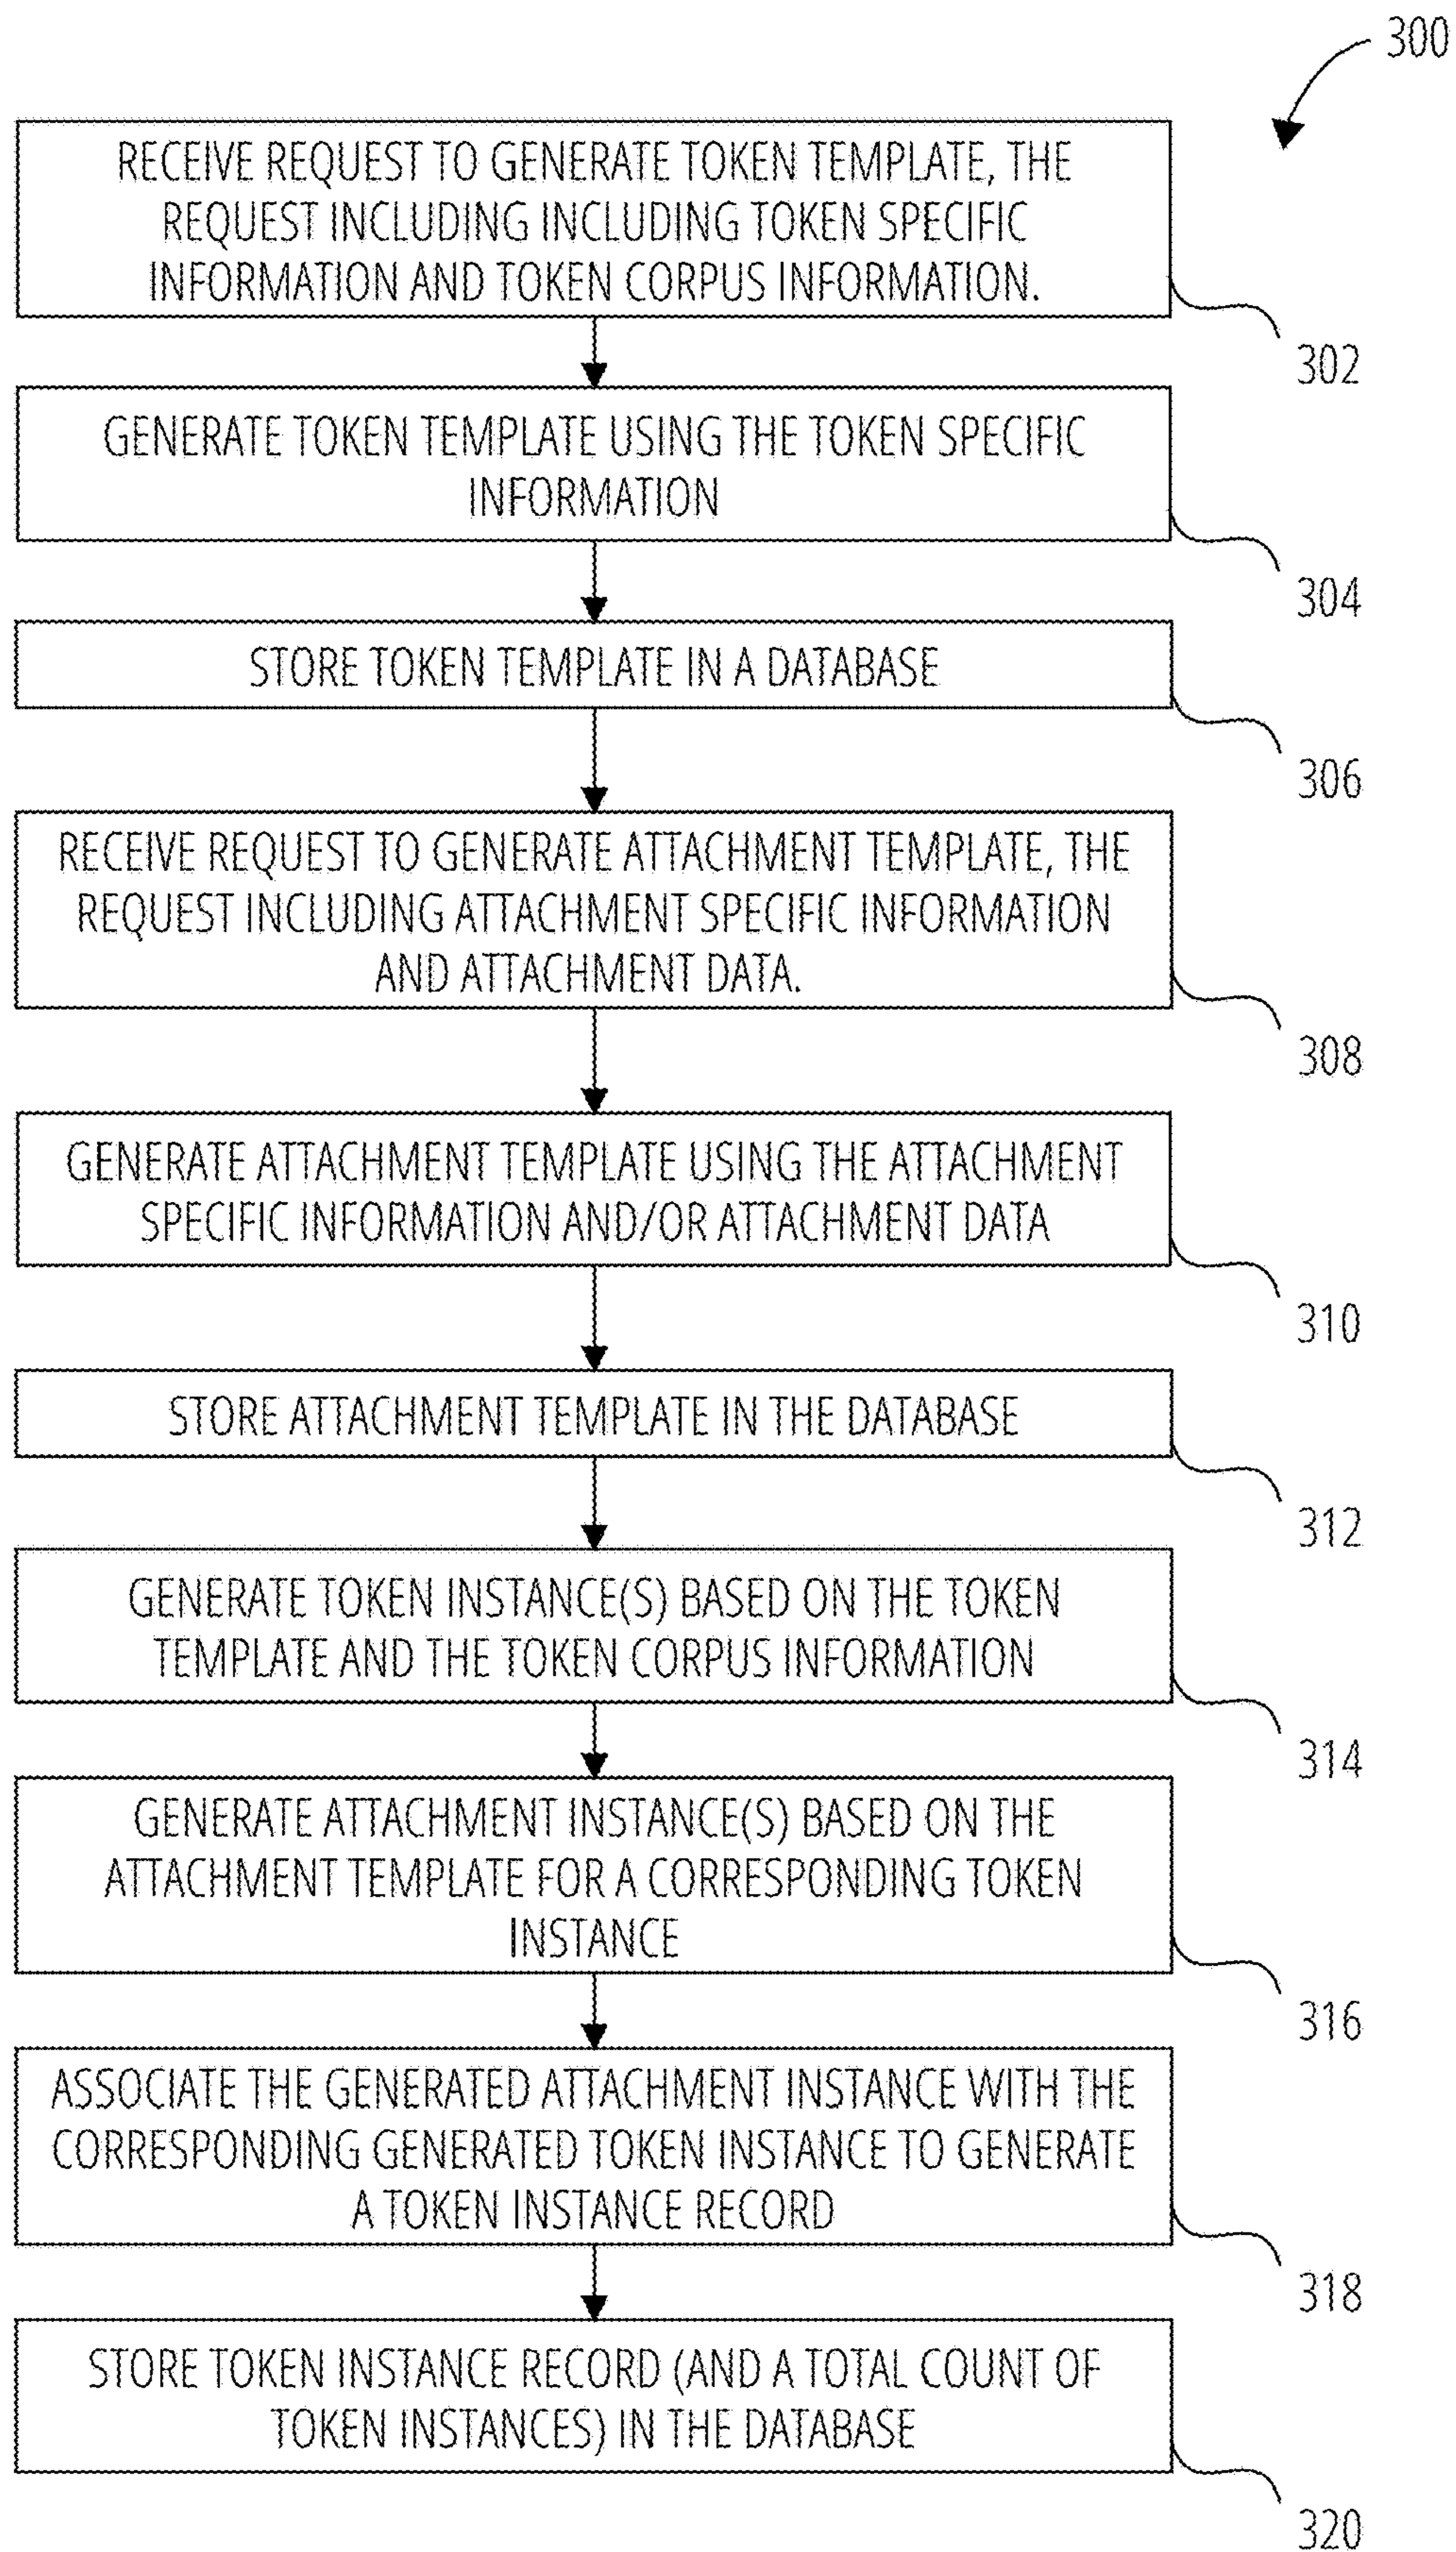 300
RECEIVE REQUEST TO GENERATE TOKEN TEMPLATE, THE
REQUEST INCLUDING INCLUDING TOKEN SPECIFIC
INFORMATION AND TOKEN CORPUS INFORMATION.
302
GENERATE TOKEN TEMPLATE USING THE TOKEN SPECIFIC
INFORMATION
304
STORE TOKEN TEMPLATE IN A DATABASE
306
RECEIVE REQUEST TO GENERATE ATTACHMENT TEMPLATE, THE
REQUEST INCLUDING ATTACHMENT SPECIFIC INFORMATION
AND ATTACHMENT DATA.
308
GENERATE ATTACHMENT TEMPLATE USING THE ATTACHMENT
SPECIFIC INFORMATION AND/OR ATTACHMENT DATA
310
STORE ATTACHMENT TEMPLATE IN THE DATABASE
312
GENERATE TOKEN INSTANCE(S) BASED ON THE TOKEN
TEMPLATE AND THE TOKEN CORPUS INFORMATION
314
GENERATE ATTACHMENT INSTANCE(S) BASED ON THE
ATTACHMENT TEMPLATE FOR A CORRESPONDING TOKEN
INSTANCE
316
ASSOCIATE THE GENERATED ATTACHMENT INSTANCE WITH THE
CORRESPONDING GENERATED TOKEN INSTANCE TO GENERATE
A TOKEN INSTANCE RECORD
318
STORE TOKEN INSTANCE RECORD (AND A TOTAL COUNT OF
TOKEN INSTANCES) IN THE DATABASE
320